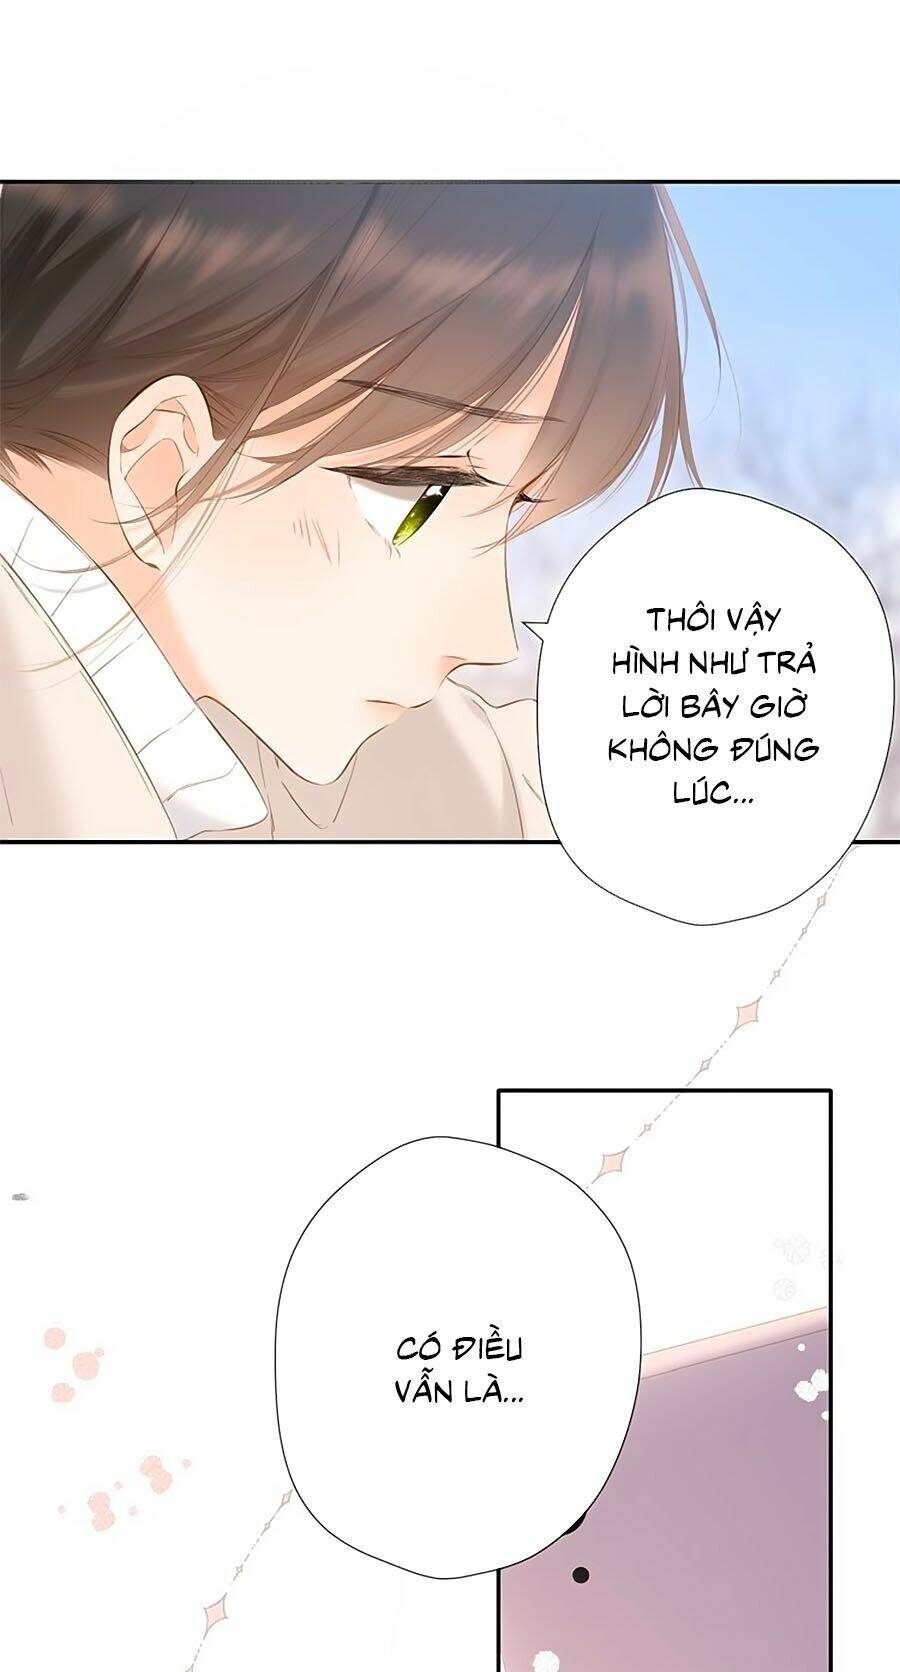 THÔI VẬY
HÌNH NHƯ TRẢ
LỜI BÂY GIỜ
KHÔNG ĐÚNG
LÚC...
CÓ ĐIỀU
VẪN LÀ...